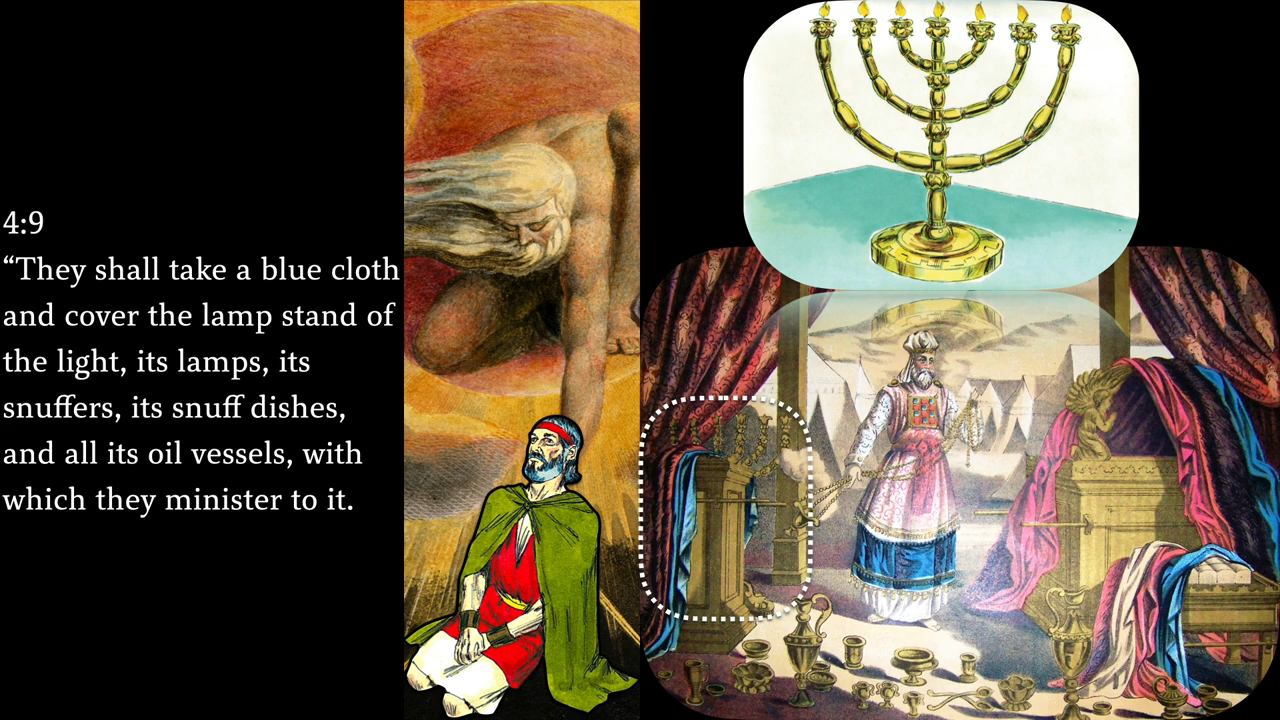 4:9
“They shall take a blue cloth
and cover the lamp stand of
the light, its lamps, its
snuffers, its snuff dishes,
and all its oil vessels, with
which they minister to it.